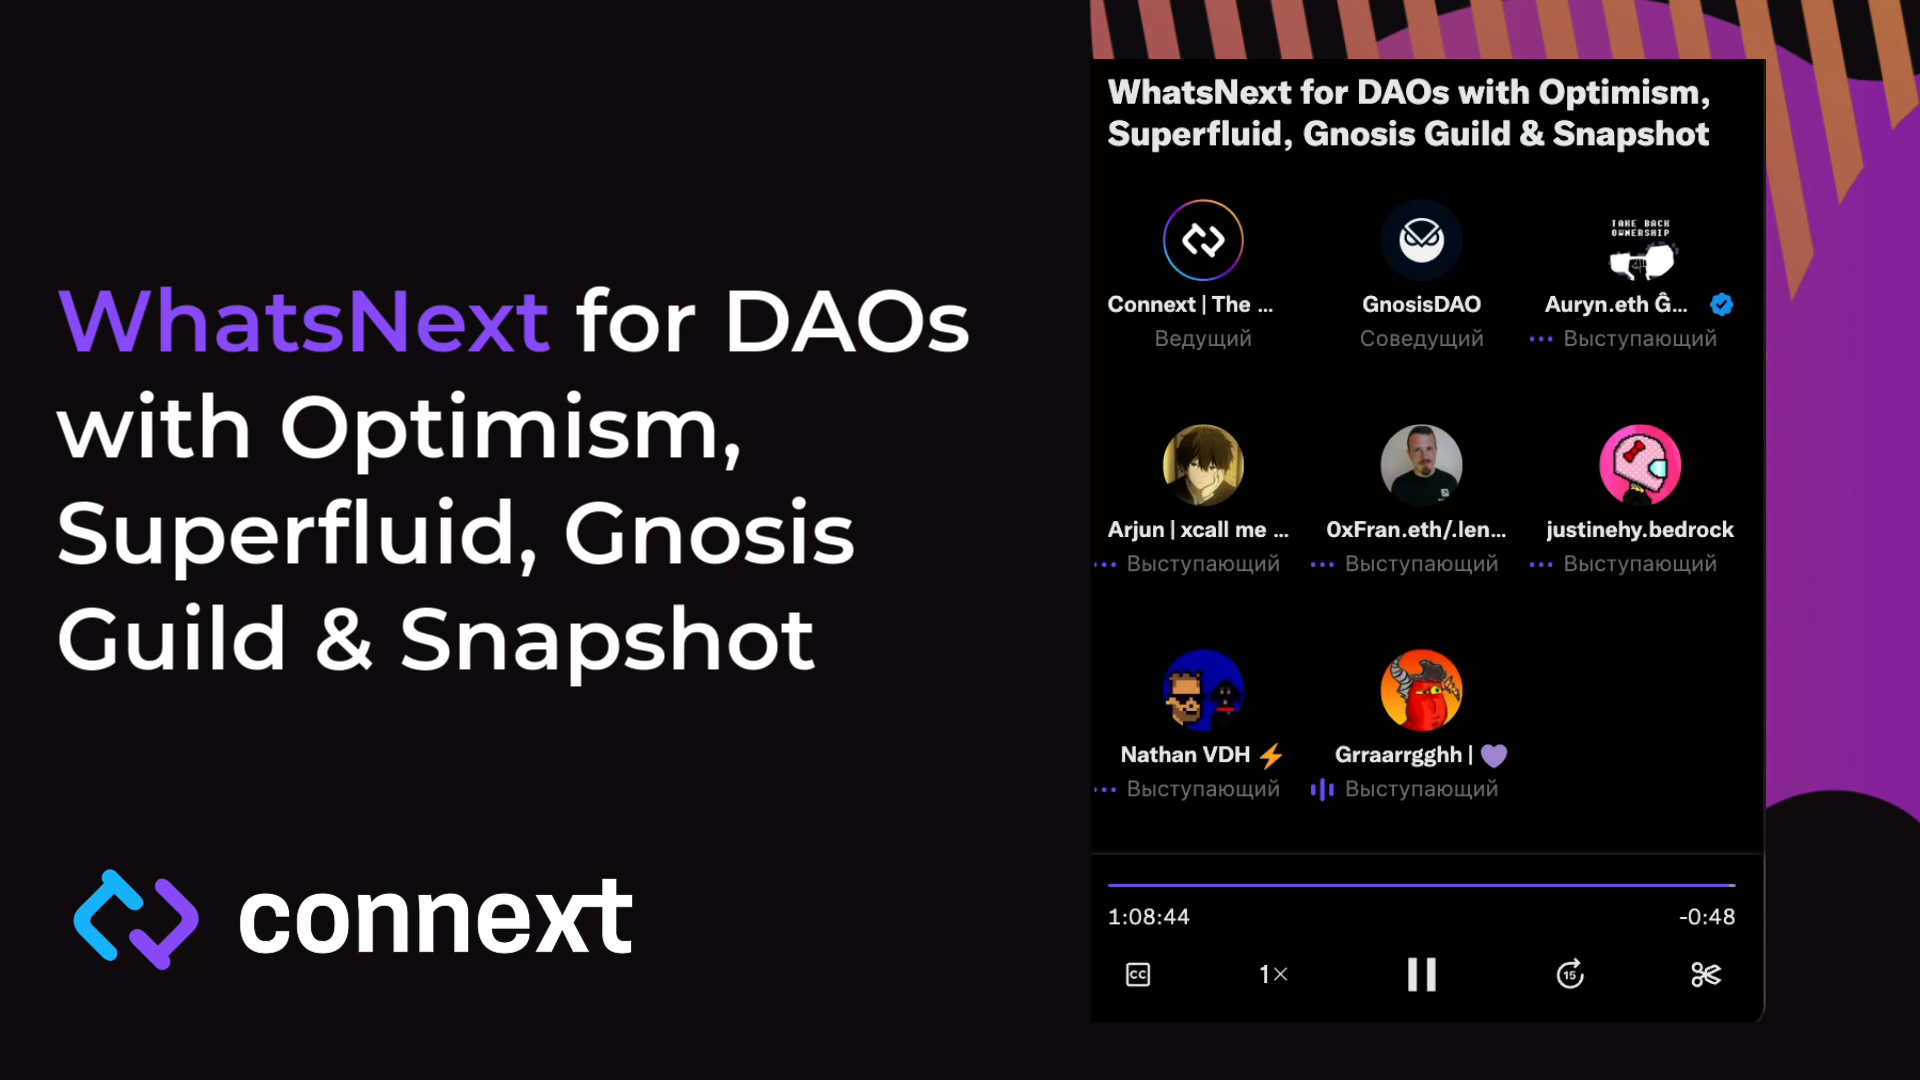 WhatsNext for DAOs
with Optimism,
Superfluid, Gnosis
Guild & Snapshot
connext
WhatsNext for DAOs with Optimism,
Superfluid, Gnosis Guild & Snapshot
TAKE BACK
OWNERSHIP
Connext | The ...
GnosisDAO
Auryn.eth Ĝ...
Ведущий
Соведущий
Выступающий
Arjun | xcall me ...
0xFran.eth/.len...
justinehy.bedrock
Выступающий
Выступающий
Выступающий
Nathan VDH ⚡
Grraarrgghh | 💜
Выступающий
Выступающий
1:08:44
-0:48
CC
1×
15